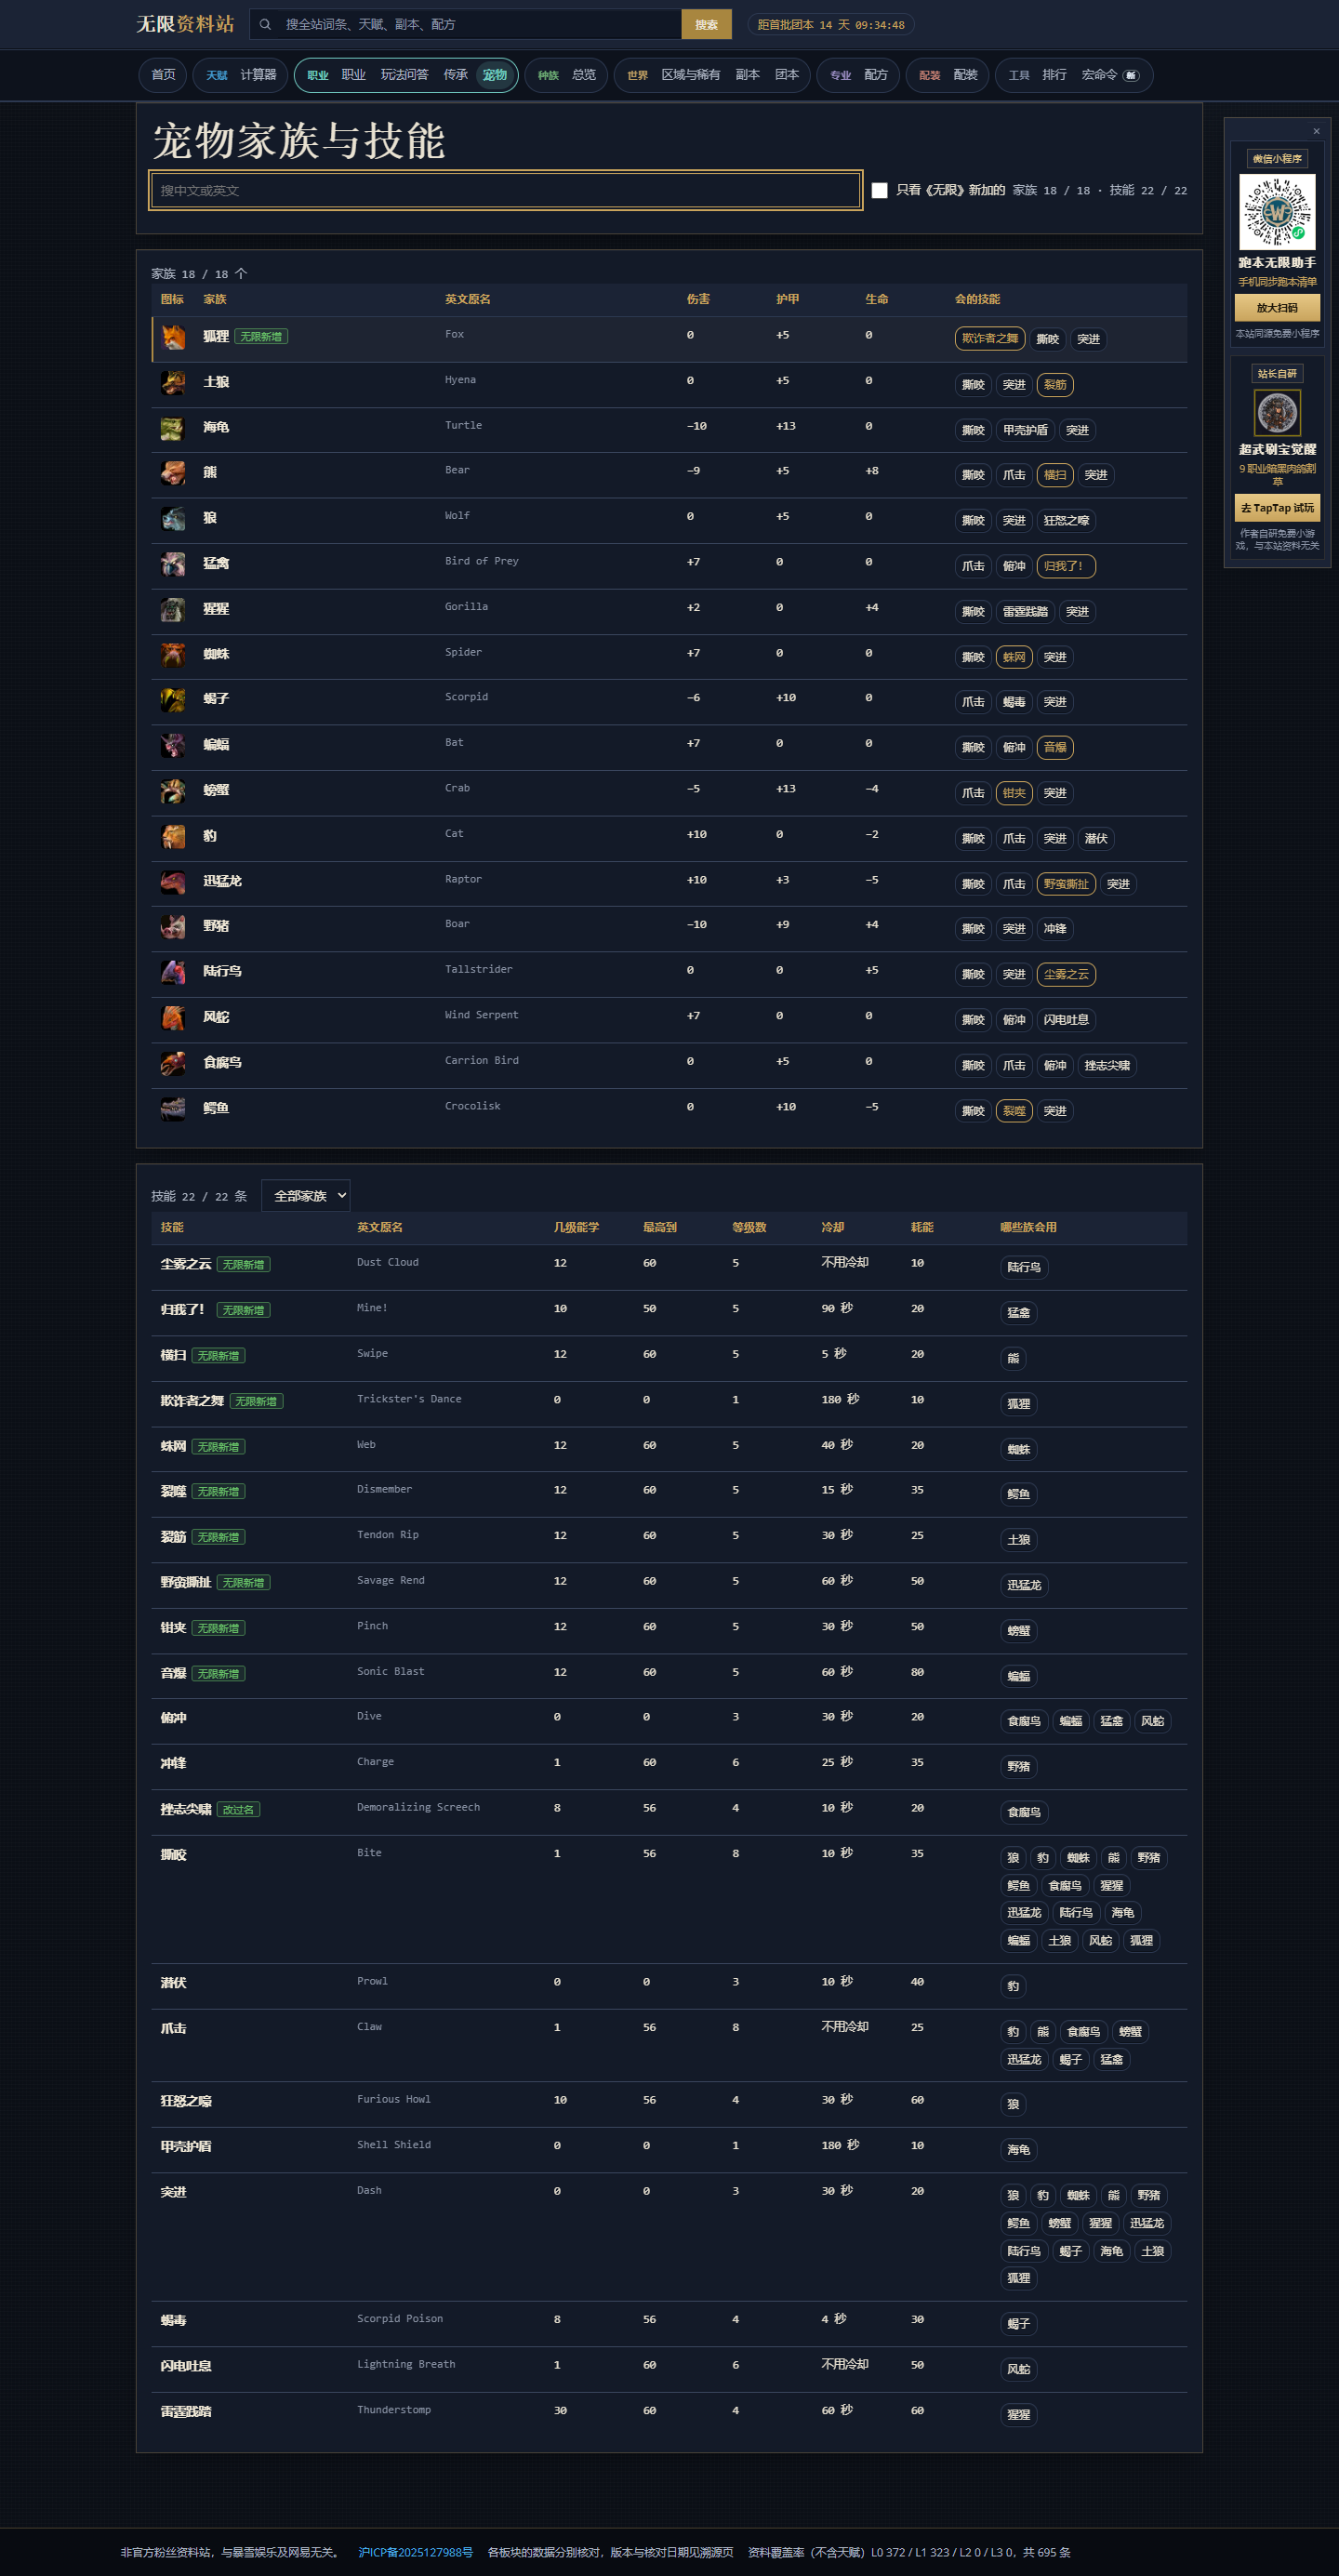 无限资料站 搜全站词条、天赋、副本、配方 搜索 距首批团本 14 天 09:34:48
首页 天赋 计算器 职业 职业 玩法问答 传承 宠物 种族 总览 世界 区域与稀有 副本 团本 专业 配方 配装 配装 工具 排行 宏命令 新
宠物家族与技能
搜中文或英文 只看《无限》新加的 家族 18 / 18 · 技能 22 / 22
家族 18 / 18 个
图标 家族 英文原名 伤害 护甲 生命 会的技能
狐狸 无限新增 Fox 0 +5 0 欺诈者之舞 撕咬 突进
土狼 Hyena 0 +5 0 撕咬 突进 裂筋
海龟 Turtle −10 +13 0 撕咬 甲壳护盾 突进
熊 Bear −9 +5 +8 撕咬 爪击 横扫 突进
狼 Wolf 0 +5 0 撕咬 突进 狂怒之嚎
猛禽 Bird of Prey +7 0 0 爪击 俯冲 归我了！
猩猩 Gorilla +2 0 +4 撕咬 雷霆践踏 突进
蜘蛛 Spider +7 0 0 撕咬 蛛网 突进
蝎子 Scorpid −6 +10 0 爪击 蝎毒 突进
蝙蝠 Bat +7 0 0 撕咬 俯冲 音爆
螃蟹 Crab −5 +13 −4 爪击 钳夹 突进
豹 Cat +10 0 −2 撕咬 爪击 突进 潜伏
迅猛龙 Raptor +10 +3 −5 撕咬 爪击 野蛮撕扯 突进
野猪 Boar −10 +9 +4 撕咬 突进 冲锋
陆行鸟 Tallstrider 0 0 +5 撕咬 突进 尘雾之云
风蛇 Wind Serpent +7 0 0 撕咬 俯冲 闪电吐息
食腐鸟 Carrion Bird 0 +5 0 撕咬 爪击 俯冲 挫志尖啸
鳄鱼 Crocolisk 0 +10 −5 撕咬 裂噬 突进
技能 22 / 22 条 全部家族
技能 英文原名 几级能学 最高到 等级数 冷却 耗能 哪些族会用
尘雾之云 无限新增 Dust Cloud 12 60 5 不用冷却 10 陆行鸟
归我了！ 无限新增 Mine! 10 50 5 90 秒 20 猛禽
横扫 无限新增 Swipe 12 60 5 5 秒 20 熊
欺诈者之舞 无限新增 Trickster's Dance 0 0 1 180 秒 10 狐狸
蛛网 无限新增 Web 12 60 5 40 秒 20 蜘蛛
裂噬 无限新增 Dismember 12 60 5 15 秒 35 鳄鱼
裂筋 无限新增 Tendon Rip 12 60 5 30 秒 25 土狼
野蛮撕扯 无限新增 Savage Rend 12 60 5 60 秒 50 迅猛龙
钳夹 无限新增 Pinch 12 60 5 30 秒 50 螃蟹
音爆 无限新增 Sonic Blast 12 60 5 60 秒 80 蝙蝠
俯冲 Dive 0 0 3 30 秒 20 食腐鸟 蝙蝠 猛禽 风蛇
冲锋 Charge 1 60 6 25 秒 35 野猪
挫志尖啸 改过名 Demoralizing Screech 8 56 4 10 秒 20 食腐鸟
撕咬 Bite 1 56 8 10 秒 35 狼 豹 蜘蛛 熊 野猪
鳄鱼 食腐鸟 猩猩
迅猛龙 陆行鸟 海龟
蝙蝠 土狼 风蛇 狐狸
潜伏 Prowl 0 0 3 10 秒 40 豹
爪击 Claw 1 56 8 不用冷却 25 豹 熊 食腐鸟 螃蟹
迅猛龙 蝎子 猛禽
狂怒之嚎 Furious Howl 10 56 4 30 秒 60 狼
甲壳护盾 Shell Shield 0 0 1 180 秒 10 海龟
突进 Dash 0 0 3 30 秒 20 狼 豹 蜘蛛 熊 野猪
鳄鱼 螃蟹 猩猩 迅猛龙
陆行鸟 蝎子 海龟 土狼
狐狸
蝎毒 Scorpid Poison 8 56 4 4 秒 30 蝎子
闪电吐息 Lightning Breath 1 60 6 不用冷却 50 风蛇
雷霆践踏 Thunderstomp 30 60 4 60 秒 60 猩猩
×
微信小程序
跑本无限助手
手机同步跑本清单
放大扫码
本站同源免费小程序
站长自研
超武刷宝觉醒
9 职业暗黑肉鸽割
草
去 TapTap 试玩
作者自研免费小游
戏，与本站资料无关
非官方粉丝资料站，与暴雪娱乐及网易无关。 沪ICP备2025127988号 各板块的数据分别核对，版本与核对日期见溯源页 资料覆盖率（不含天赋）L0 372 / L1 323 / L2 0 / L3 0，共 695 条